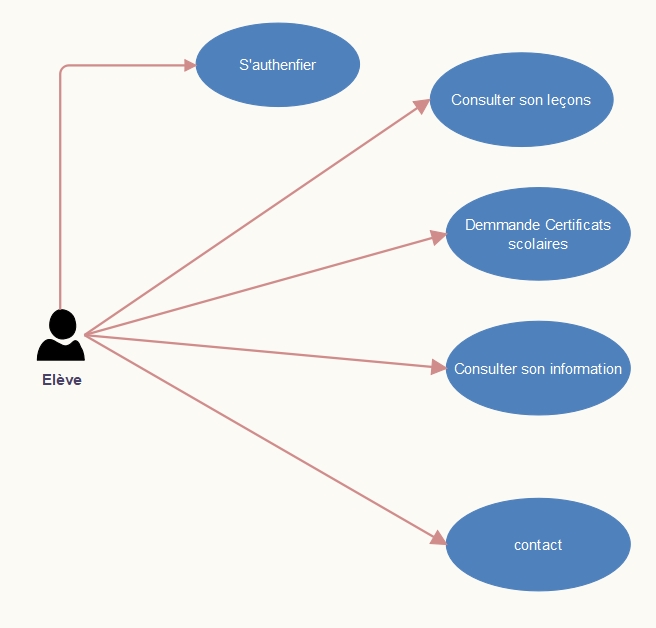 S'authenfier
Consulter son leçons
Demmande Certificats
scolaires
Consulter son information
Elève
contact